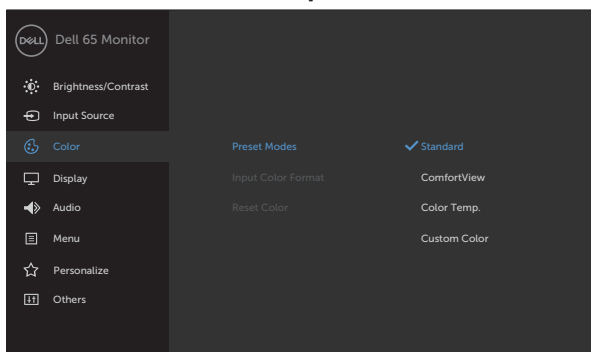 DELL Dell 65 Monitor
Brightness/Contrast
Input Source
Color
Preset Modes
Standard
Display
Input Color Format
ComfortView
Audio
Reset Color
Color Temp.
Menu
Custom Color
Personalize
Others